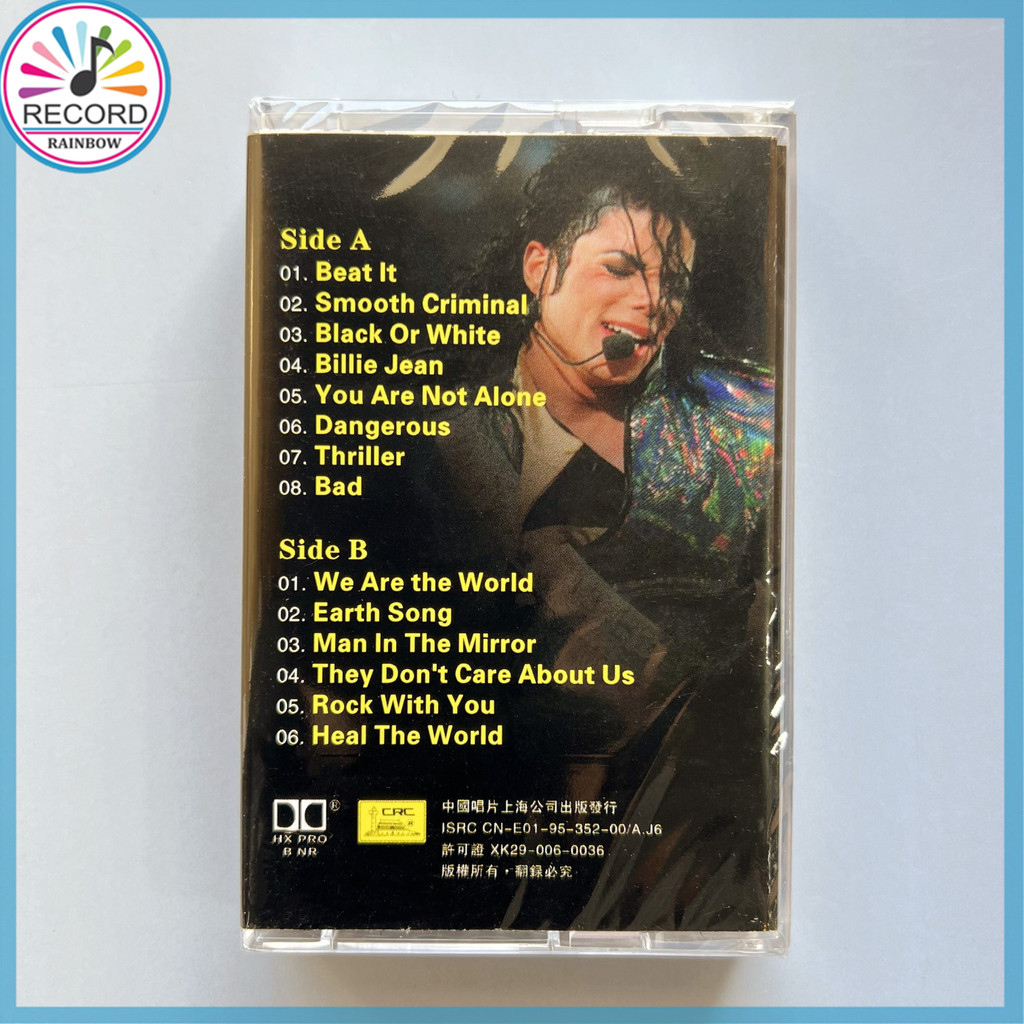 RECORD
RAINBOW
Side A
01. Beat It
02. Smooth Criminal
03. Black Or White
04. Billie Jean
05. You Are Not Alone
06. Dangerous
07. Thriller
08. Bad
Side B
01. We Are the World
02. Earth Song
03. Man In The Mirror
04. They Don't Care About Us
05. Rock With You
06. Heal The World
®
HX PRO
B NR
CRC
中國唱片上海公司出版發行
ISRC CN-E01-95-352-00/A.J6
許可證 XK29-006-0036
版權所有，翻錄必究